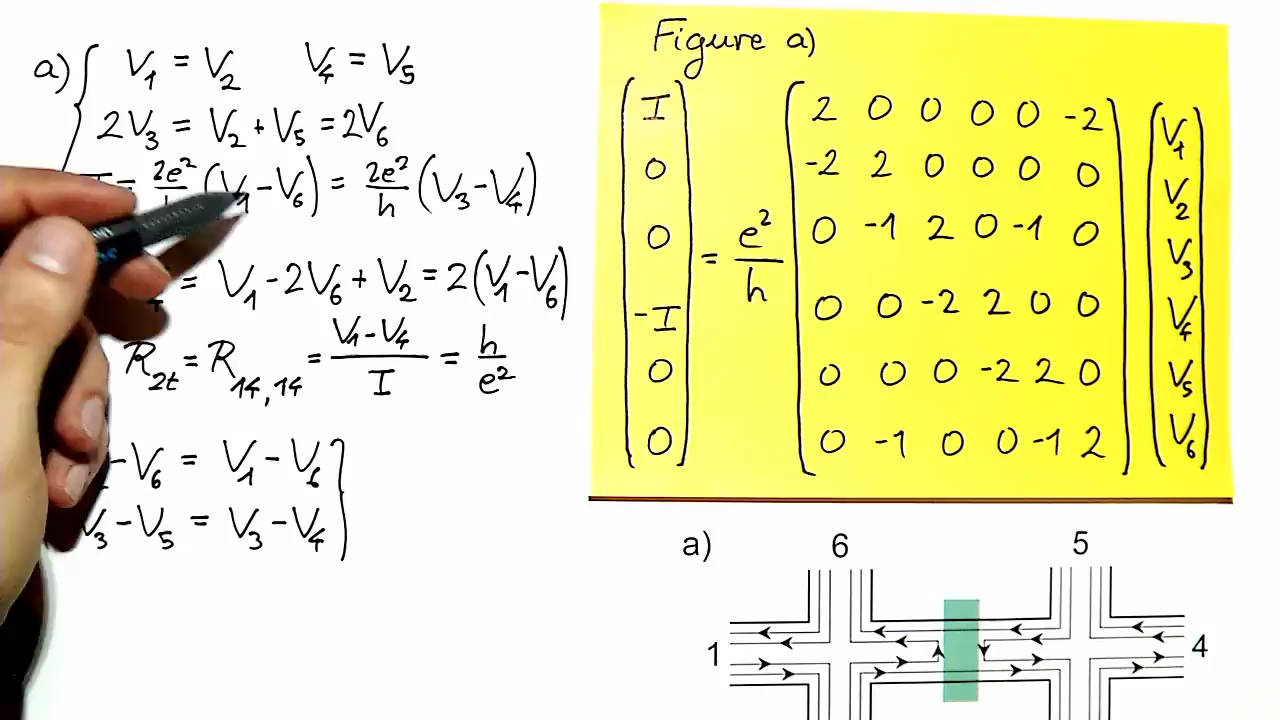 a) V₁ = V₂ V₄ = V₅
2V₃ = V₂ + V₅ = 2V₆
= 2e²/h (V₁ - V₆) = 2e²/h (V₃ - V₄)
= V₁ - 2V₆ + V₂ = 2(V₁ - V₆)
R₂t = R₁₄,₁₄ = (V₁ - V₄)/I = h/e²
- V₆ = V₁ - V₆
V₃ - V₅ = V₃ - V₄
Figure a)
I 2 0 0 0 0 -2 V₁
0 -2 2 0 0 0 0 V₂
0 = e²/h 0 -1 2 0 -1 0 V₃
-I 0 0 -2 2 0 0 V₄
0 0 0 0 -2 2 0 V₅
0 0 -1 0 0 -1 2 V₆
a) 6 5
1 4